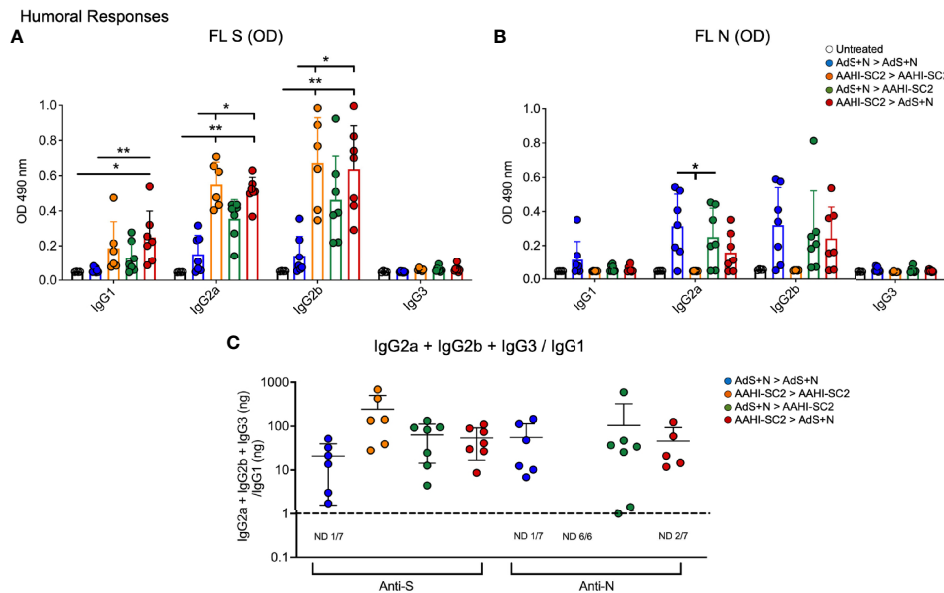 Humoral Responses
A
FL S (OD)
OD 490 nm
1.0
0.8
0.6
0.4
0.2
0.0
**
*
*
**
*
**
IgG1
IgG2a
IgG2b
IgG3
B
FL N (OD)
Untreated
AdS+N > AdS+N
AAHI-SC2 > AAHI-SC2
AdS+N > AAHI-SC2
AAHI-SC2 > AdS+N
OD 490 nm
1.0
0.8
0.6
0.4
0.2
0.0
*
IgG1
IgG2a
IgG2b
IgG3
C
IgG2a + IgG2b + IgG3 / IgG1
IgG2a + IgG2b + IgG3 (ng)
/IgG1 (ng)
1000
100
10
1
0.1
ND 1/7
ND 1/7
ND 6/6
ND 2/7
Anti-S
Anti-N
AdS+N > AdS+N
AAHI-SC2 > AAHI-SC2
AdS+N > AAHI-SC2
AAHI-SC2 > AdS+N